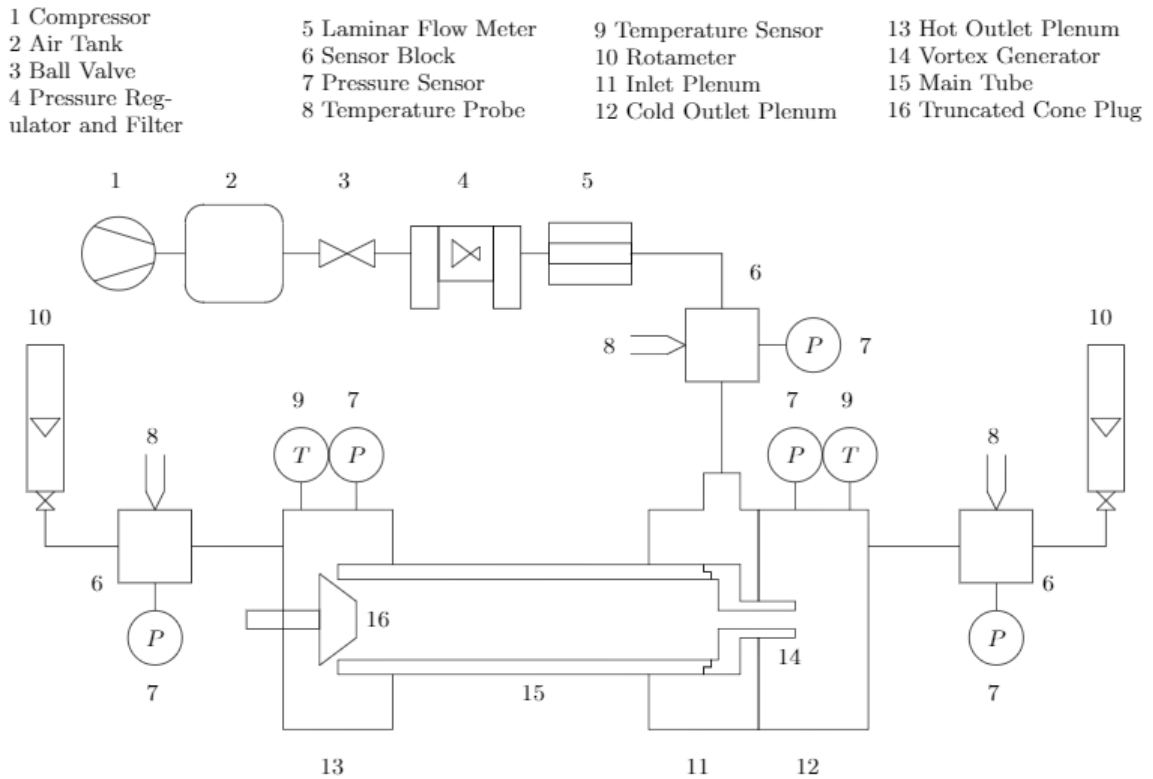 1 Compressor
2 Air Tank
3 Ball Valve
4 Pressure Reg-
ulator and Filter
5 Laminar Flow Meter
6 Sensor Block
7 Pressure Sensor
8 Temperature Probe
9 Temperature Sensor
10 Rotameter
11 Inlet Plenum
12 Cold Outlet Plenum
13 Hot Outlet Plenum
14 Vortex Generator
15 Main Tube
16 Truncated Cone Plug
1 2 3 4 5
6
10 10
8 P 7
9 7 7 9
8 T P P T 8
6 16 6
P 14 P
7 15 7
13 11 12